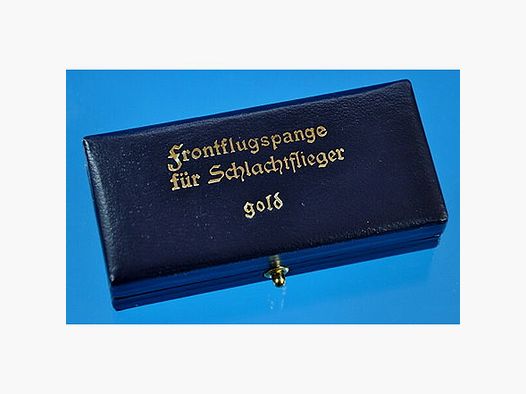 Frontflugspange
für Schlachtflieger
gold